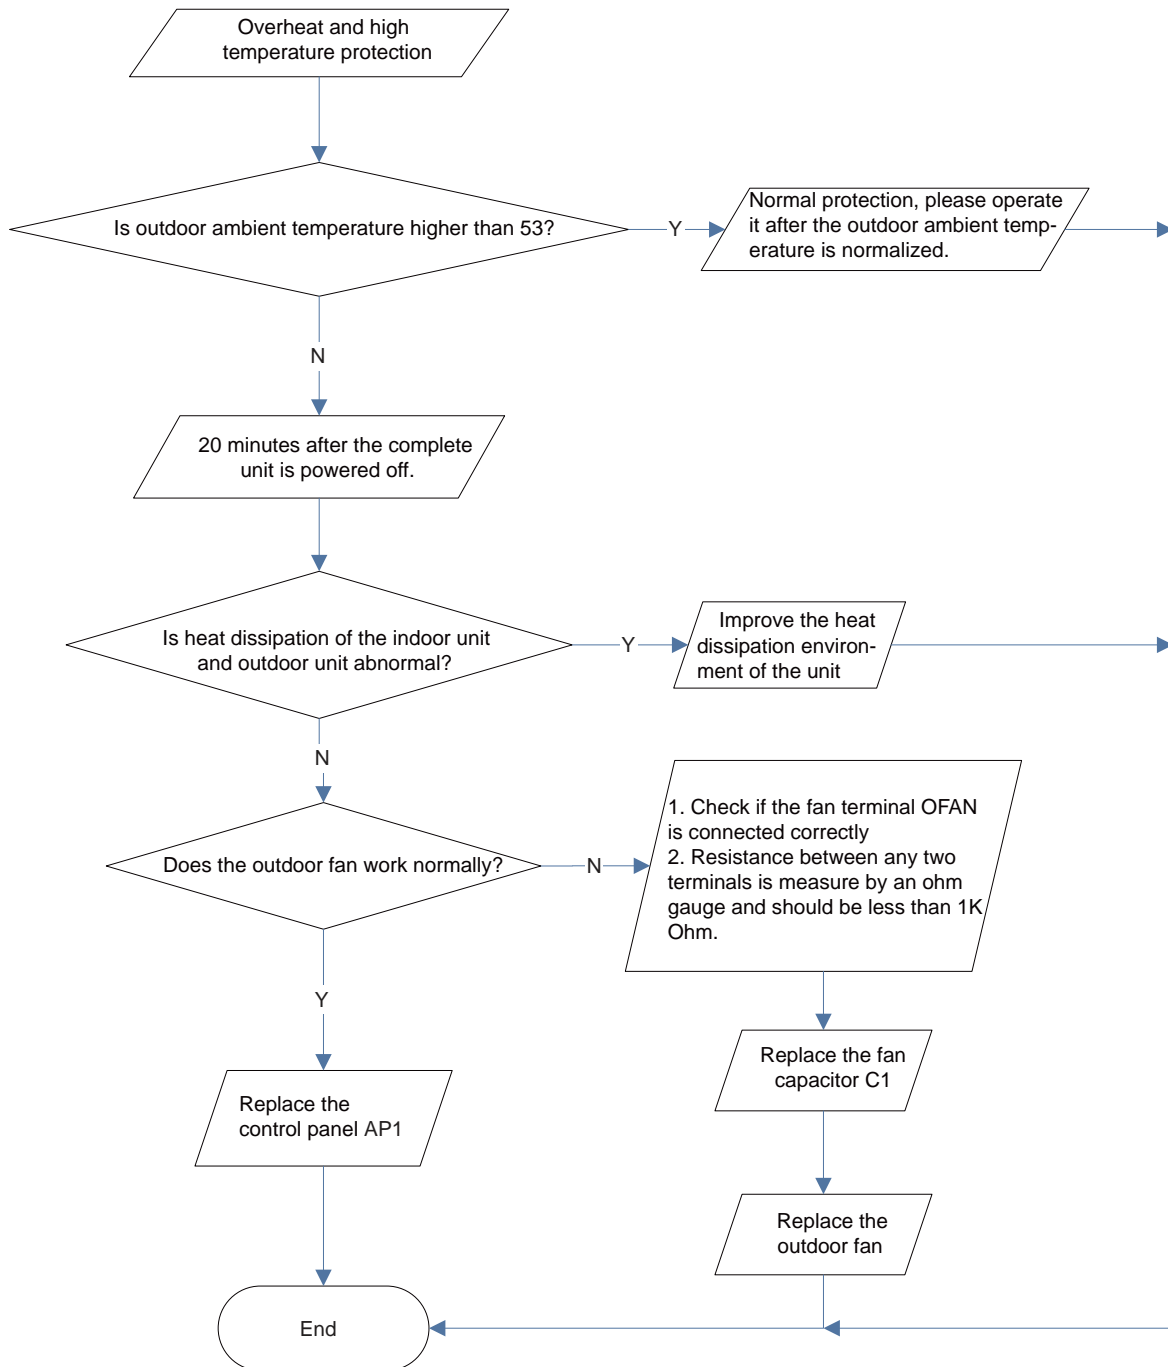 Overheat and high
temperature protection
Is outdoor ambient temperature higher than 53?
Y
Normal protection, please operate
it after the outdoor ambient temp-
erature is normalized.
N
20 minutes after the complete
unit is powered off.
Is heat dissipation of the indoor unit
and outdoor unit abnormal?
Y
Improve the heat
dissipation environ-
ment of the unit
N
Does the outdoor fan work normally?
N
1. Check if the fan terminal OFAN
is connected correctly
2. Resistance between any two
terminals is measure by an ohm
gauge and should be less than 1K
Ohm.
Y
Replace the fan
capacitor C1
Replace the
control panel AP1
Replace the
outdoor fan
End